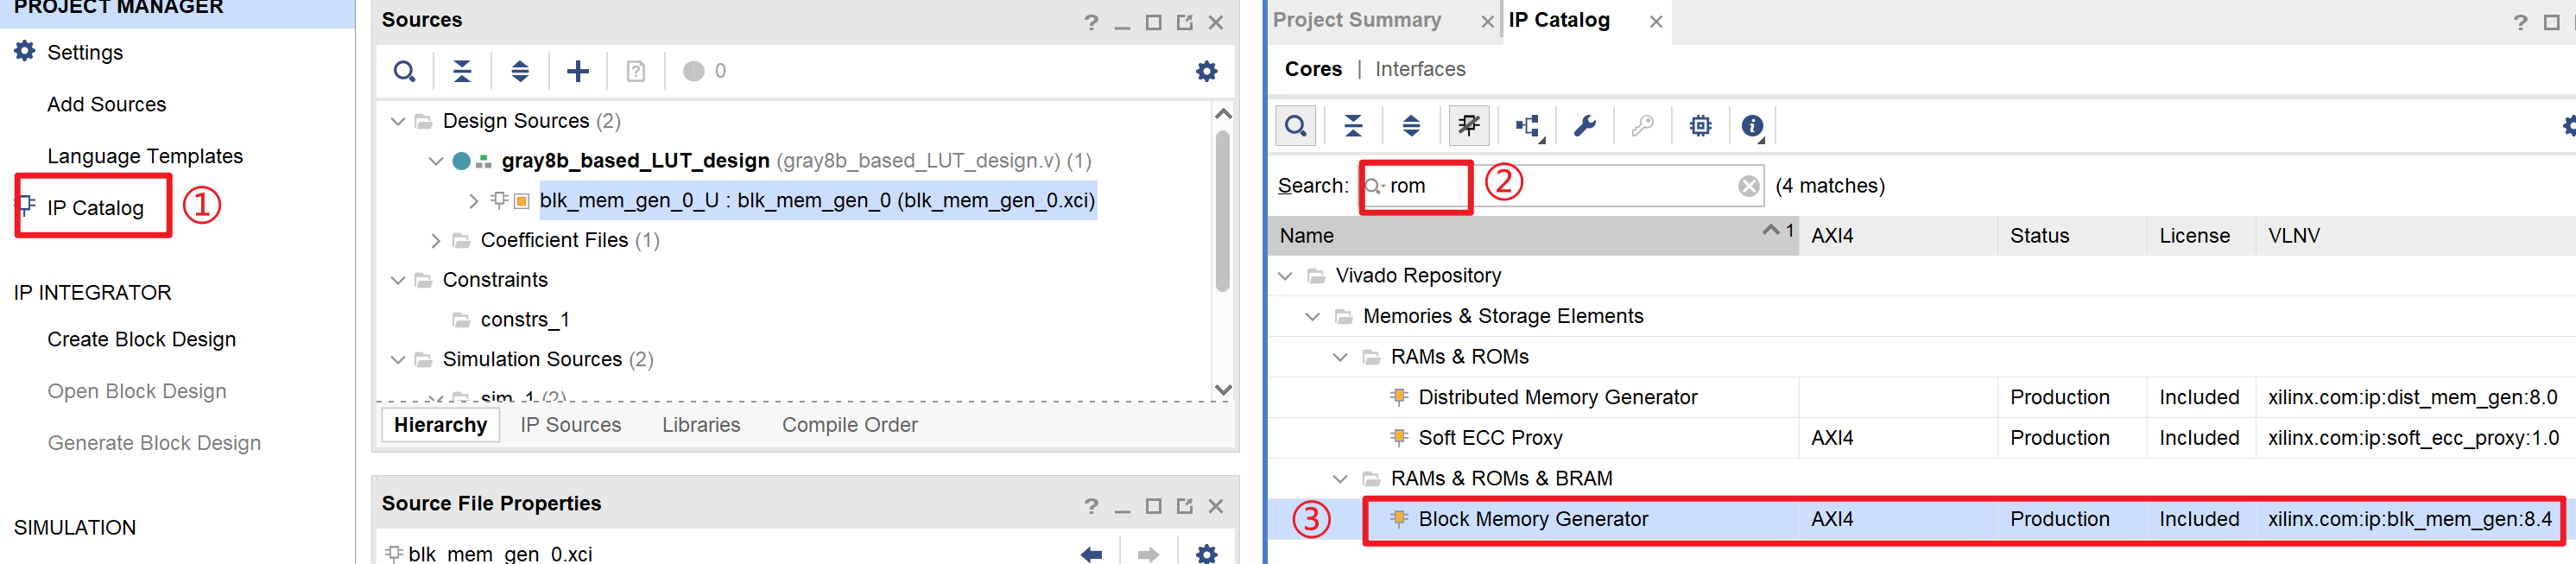 PROJECT MANAGER
Settings
Add Sources
Language Templates
IP Catalog ①
IP INTEGRATOR
Create Block Design
Open Block Design
Generate Block Design
SIMULATION
Sources
0
Design Sources (2)
gray8b_based_LUT_design (gray8b_based_LUT_design.v) (1)
blk_mem_gen_0_U : blk_mem_gen_0 (blk_mem_gen_0.xci)
Coefficient Files (1)
Constraints
constrs_1
Simulation Sources (2)
sim_1 (2)
Hierarchy IP Sources Libraries Compile Order
Source File Properties
blk_mem_gen_0.xci
Project Summary IP Catalog
Cores | Interfaces
Search: rom ② (4 matches)
Name 1 AXI4 Status License VLNV
Vivado Repository
Memories & Storage Elements
RAMs & ROMs
Distributed Memory Generator Production Included xilinx.com:ip:dist_mem_gen:8.0
Soft ECC Proxy AXI4 Production Included xilinx.com:ip:soft_ecc_proxy:1.0
RAMs & ROMs & BRAM
③ Block Memory Generator AXI4 Production Included xilinx.com:ip:blk_mem_gen:8.4